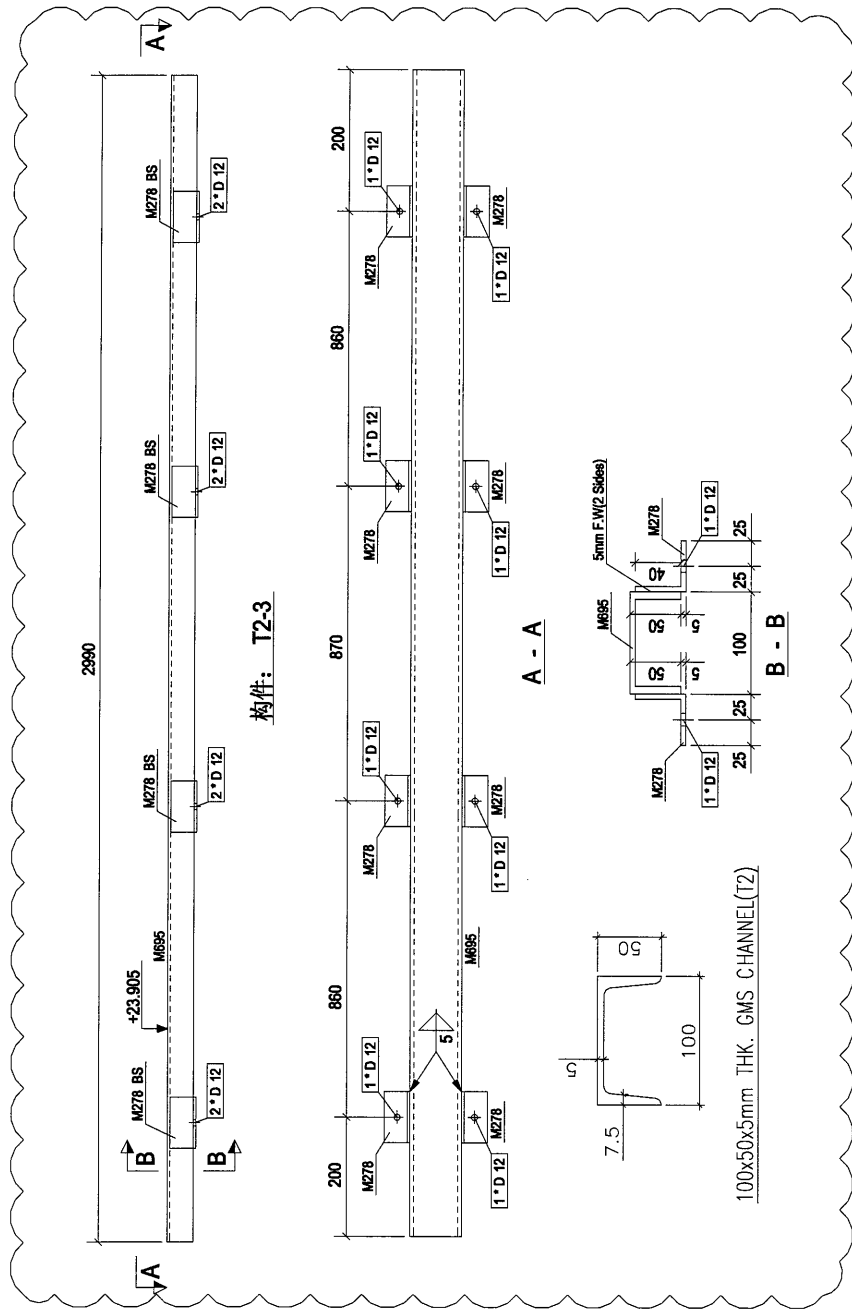 A
A
2990
M278 BS
2 * D 12
B
B
+23.905
M695
M278 BS
2 * D 12
M278 BS
2 * D 12
M278 BS
2 * D 12
构件: T2-3
200
860
870
860
200
M278
1 * D 12
M278
1 * D 12
M278
1 * D 12
M278
1 * D 12
5
M695
M278
1 * D 12
M278
1 * D 12
M278
1 * D 12
M278
1 * D 12
A - A
5
7.5
50
100
100x50x5mm THK. GMS CHANNEL(T2)
M695
5mm F.W(2 Sides)
M278
1 * D 12
M278
1 * D 12
50
5
50
5
40
25
25
100
25
25
B - B